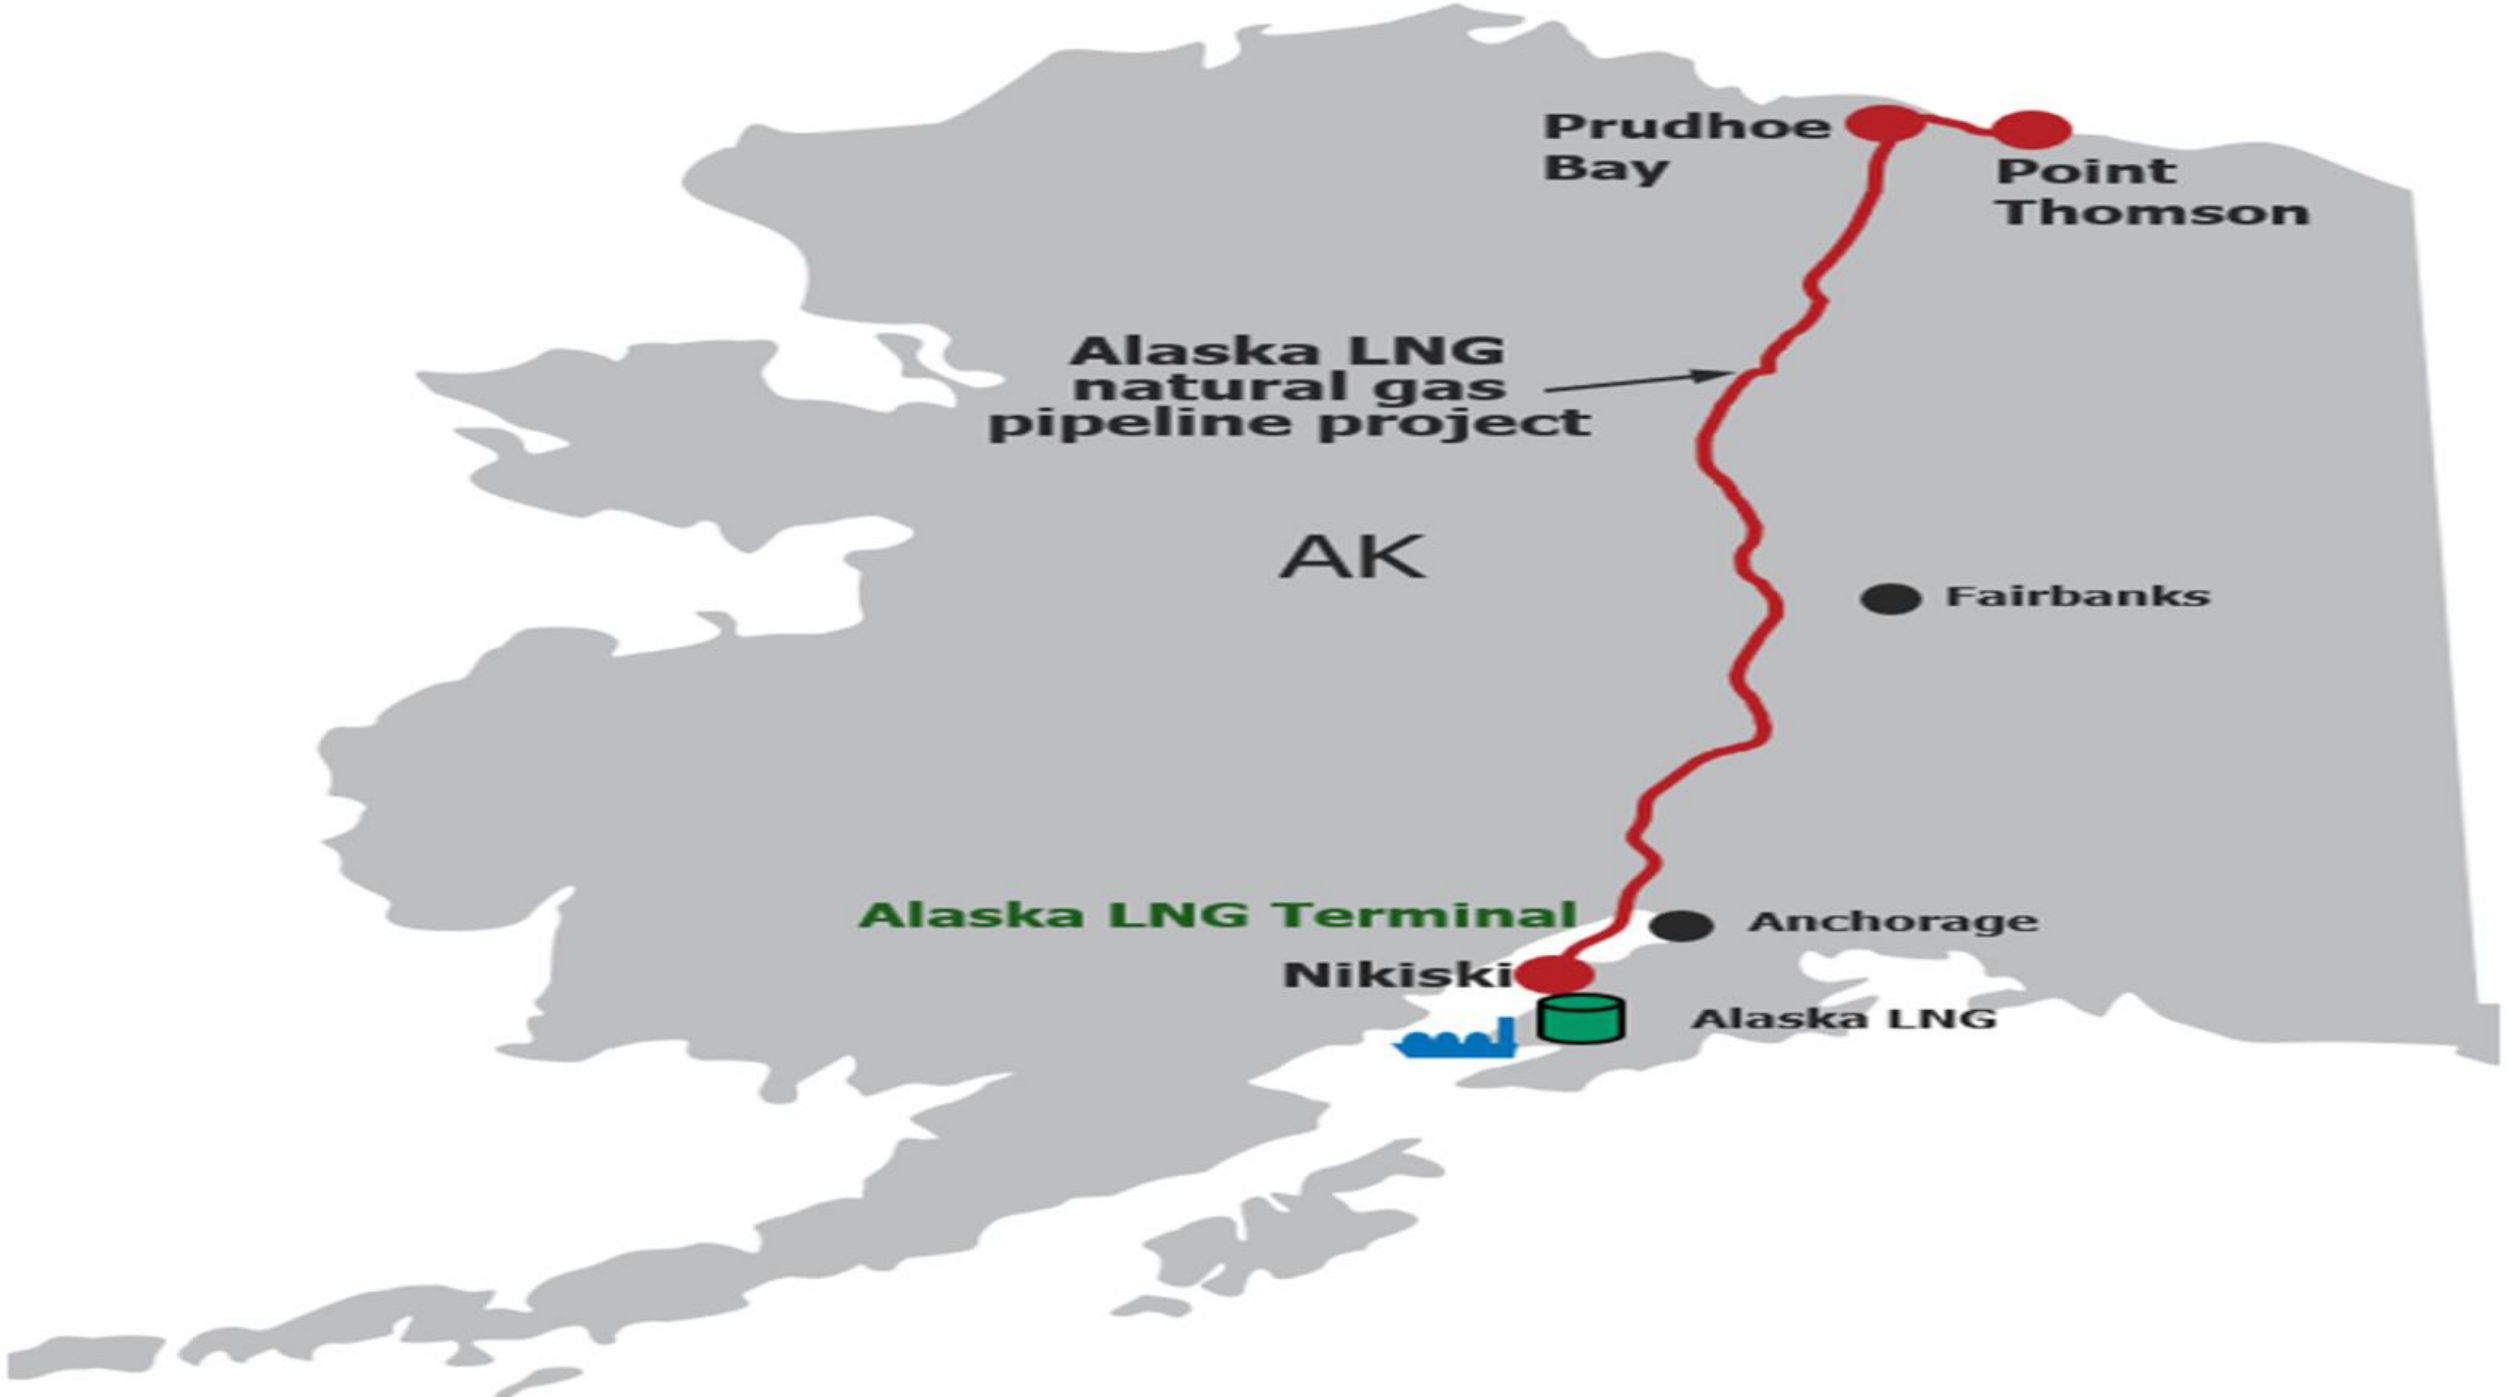 Prudhoe
Bay
Point
Thomson
Alaska LNG
natural gas
pipeline project
AK
Fairbanks
Alaska LNG Terminal
Anchorage
Nikiski
Alaska LNG